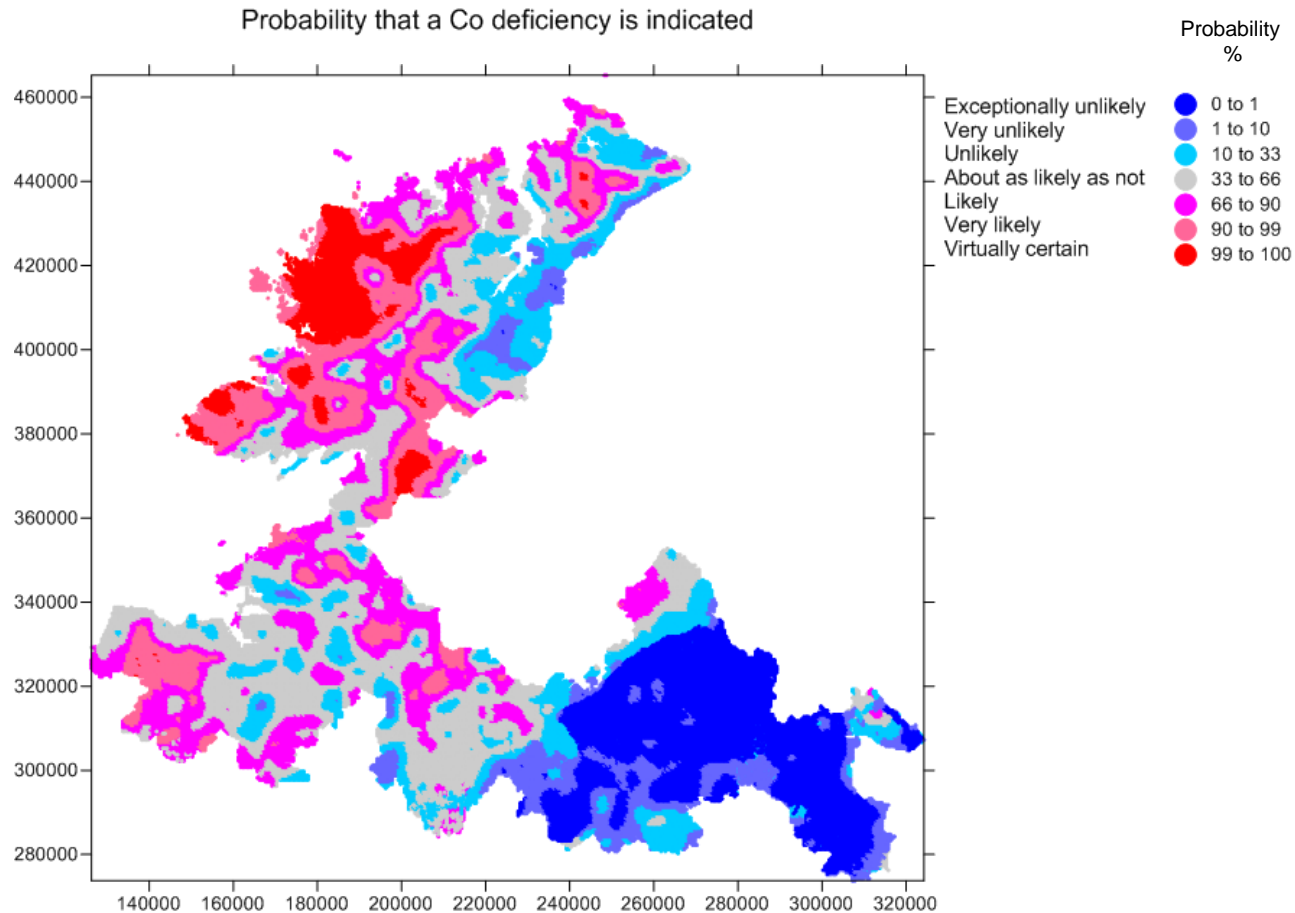 Probability that a Co deficiency is indicated
Probability
%
460000
440000
420000
400000
380000
360000
340000
320000
300000
280000
140000 160000 180000 200000 220000 240000 260000 280000 300000 320000
Exceptionally unlikely 0 to 1
Very unlikely 1 to 10
Unlikely 10 to 33
About as likely as not 33 to 66
Likely 66 to 90
Very likely 90 to 99
Virtually certain 99 to 100